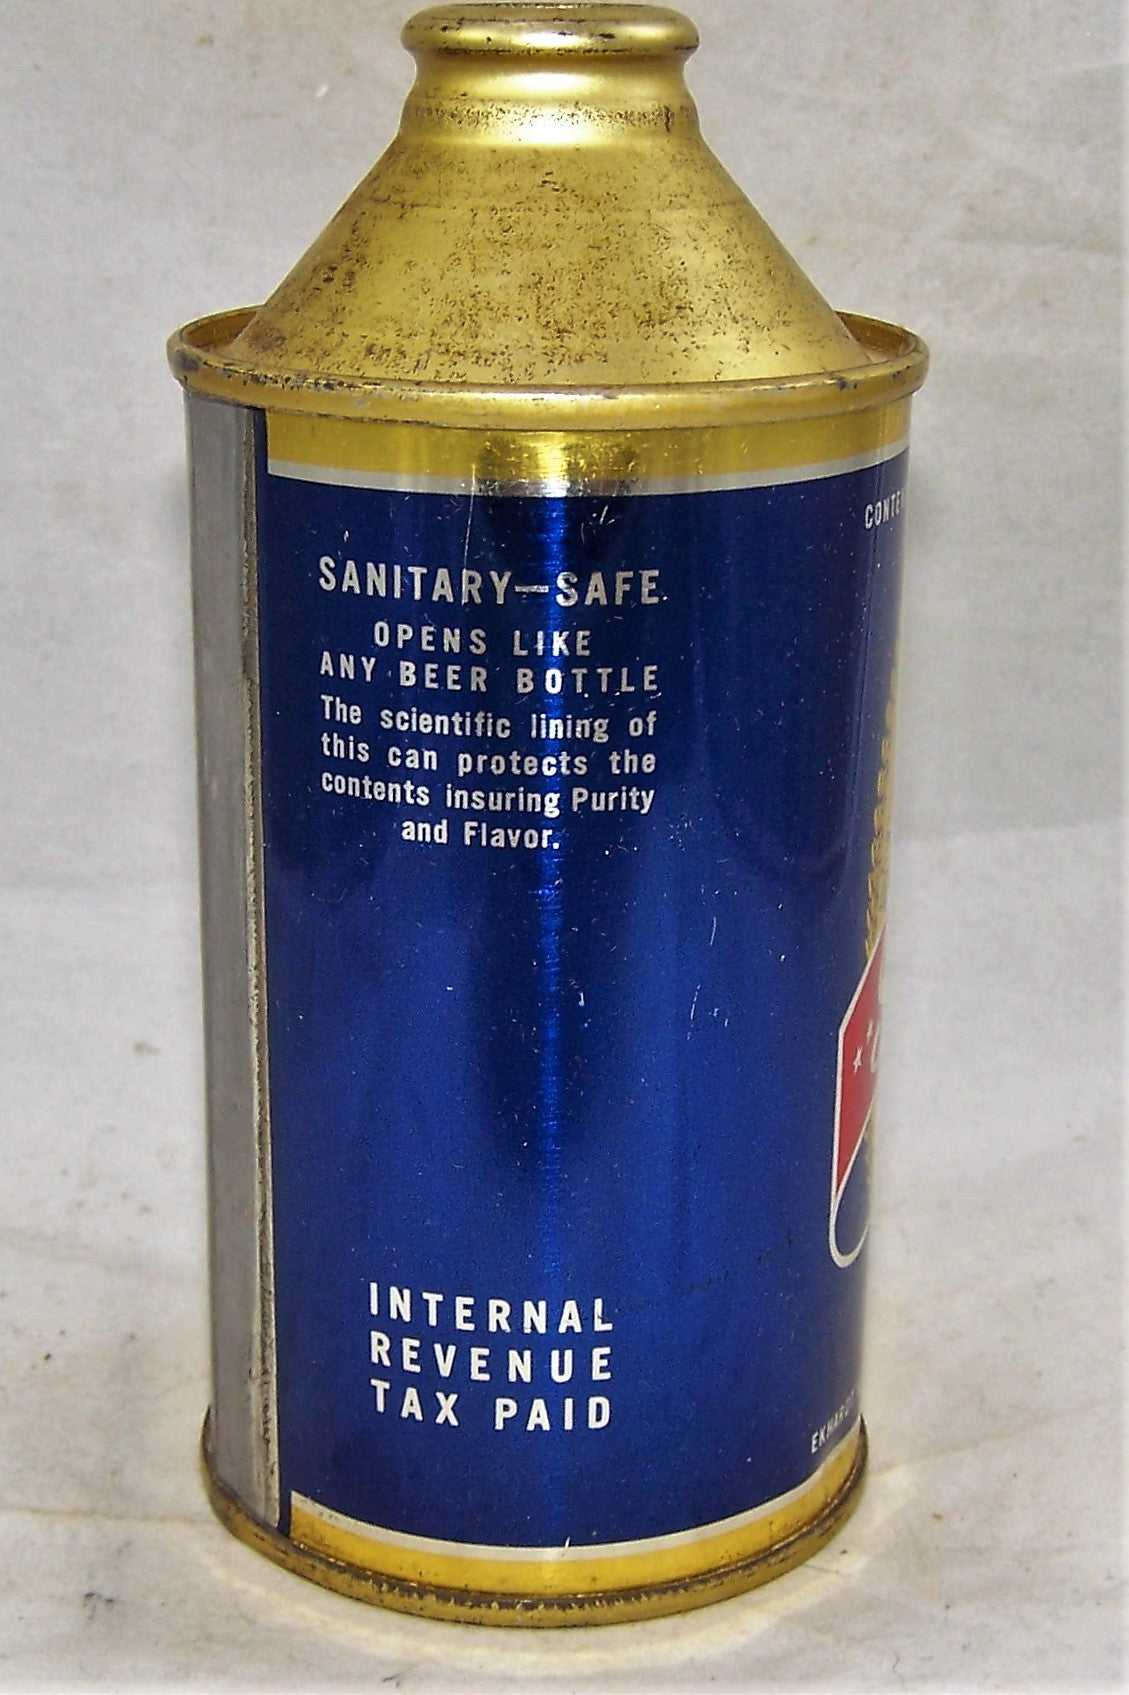 SANITARY—SAFE
OPENS LIKE
ANY BEER BOTTLE
The scientific lining of
this can protects the
contents insuring Purity
and Flavor.
INTERNAL
REVENUE
TAX PAID
EKHARDT